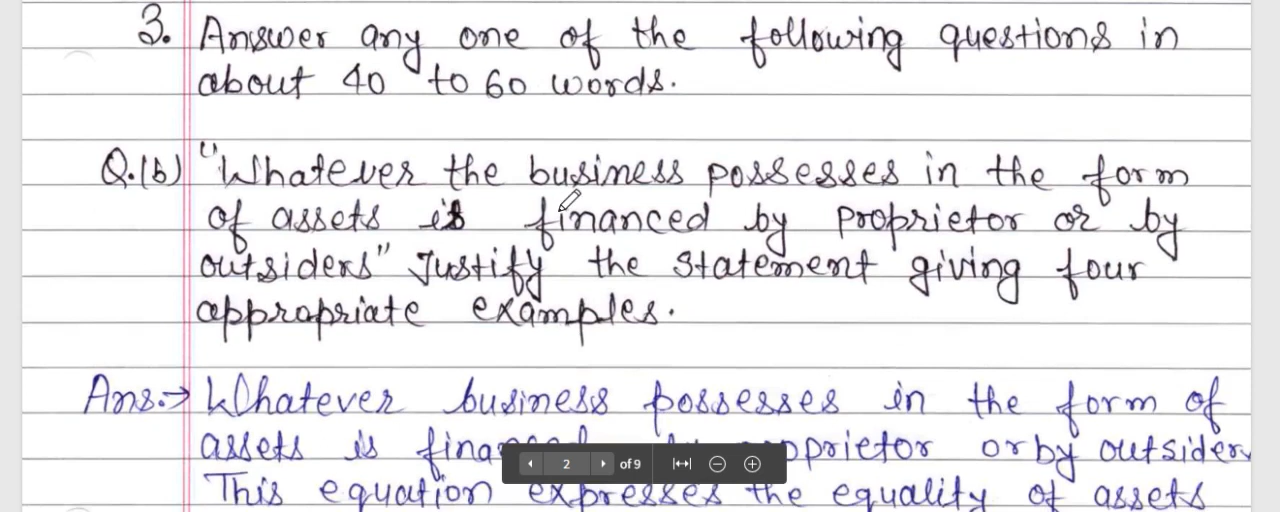 3. Answer any one of the following questions in
about 40 to 60 words.
Q.(b) "Whatever the business possesses in the form
of assets is financed by proprietor or by
outsiders" Justify the statement giving four
appropriate examples.
Ans.→ Whatever business possesses in the form of
assets is proprietor or by outsider
This equation expresses the equality of assets
2 of 9